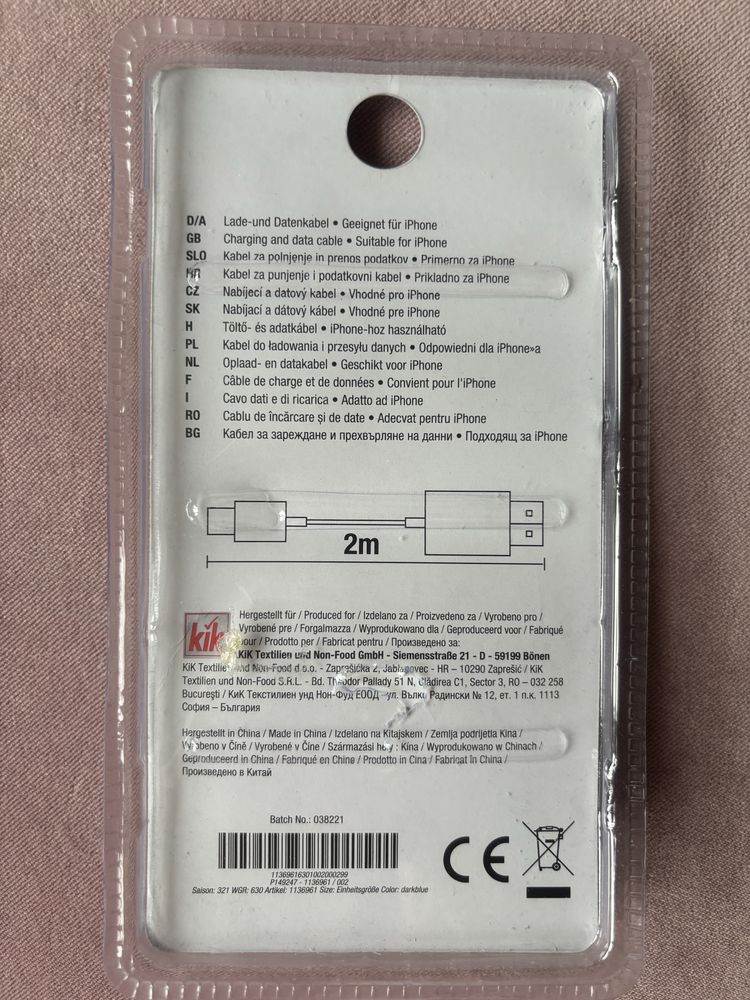 D/A Lade-und Datenkabel • Geeignet für iPhone
GB Charging and data cable • Suitable for iPhone
SLO Kabel za polnjenje in prenos podatkov • Primerno za iPhone
HR Kabel za punjenje i podatkovni kabel • Prikladno za iPhone
CZ Nabíjecí a datový kabel • Vhodné pro iPhone
SK Nabíjací a dátový kábel • Vhodné pre iPhone
H Töltő- és adatkábel • iPhone-hoz használható
PL Kabel do ładowania i przesyłu danych • Odpowiedni dla iPhone»a
NL Oplaad- en datakabel • Geschikt voor iPhone
F Câble de charge et de données • Convient pour l'iPhone
I Cavo dati e di ricarica • Adatto ad iPhone
RO Cablu de încărcare și de date • Adecvat pentru iPhone
BG Кабел за зареждане и прехвърляне на данни • Подходящ за iPhone
2m
kik
Hergestellt für / Produced for / Izdelano za / Proizvedeno za / Vyrobeno pro /
Vyrobené pre / Forgalmazza / Wyprodukowano dla / Geproduceerd voor / Fabriqué
pour / Prodotto per / Fabricat pentru / Произведено за:
KiK Textilien und Non-Food GmbH - Siemensstraße 21 - D - 59199 Bönen
KiK Textilien und Non-Food d.o.o. - Zaprešićka 2, Jablanovec - HR – 10290 Zaprešić / KiK
Textilien und Non-Food S.R.L. - Bd. Theodor Pallady 51 N, Clădirea C1, Sector 3, RO – 032 258
București / КиК Текстилиен унд Нон-Фуд ЕООД -ул. Вълко Радински № 12, ет. 1 п.к. 1113
София – България
Hergestellt in China / Made in China / Izdelano na Kitajskem / Zemlja podrijetla Kina /
Vyrobeno v Číně / Vyrobené v Číne / Származási hely : Kína / Wyprodukowano w Chinach /
Geproduceerd in China / Fabriqué en Chine / Prodotto in Cina / Fabricat în China /
Произведено в Китай
Batch No.: 038221
11369616301002000299
P149247 - 1136961 / 002
Saison: 321 WGR: 630 Artikel: 1136961 Size: Einheitsgröße Color: darkblue
CE